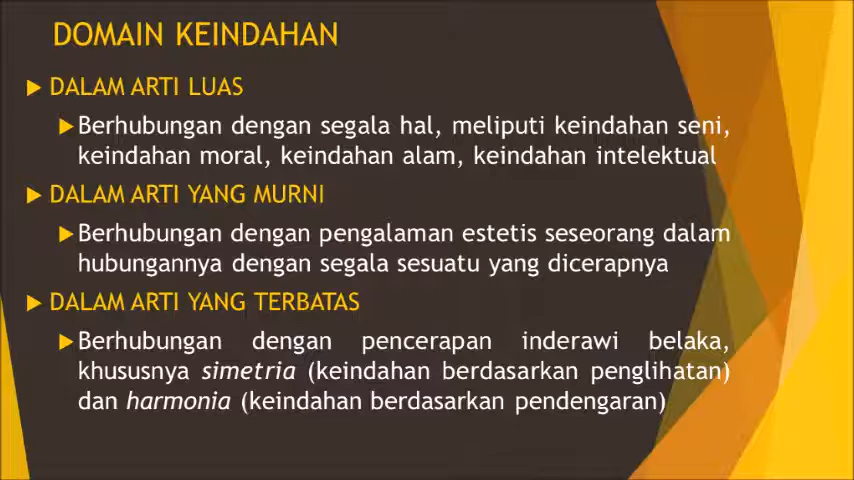 DOMAIN KEINDAHAN
DALAM ARTI LUAS
Berhubungan dengan segala hal, meliputi keindahan seni,
keindahan moral, keindahan alam, keindahan intelektual
DALAM ARTI YANG MURNI
Berhubungan dengan pengalaman estetis seseorang dalam
hubungannya dengan segala sesuatu yang dicerapnya
DALAM ARTI YANG TERBATAS
Berhubungan dengan pencerapan inderawi belaka,
khususnya simetria (keindahan berdasarkan penglihatan)
dan harmonia (keindahan berdasarkan pendengaran)